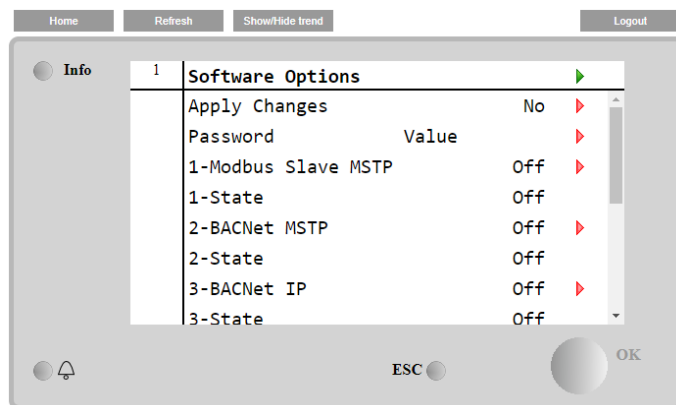 Home Refresh Show/Hide trend Logout
Info
1 Software Options
Apply Changes No
Password Value
1-Modbus Slave MSTP Off
1-State Off
2-BACNet MSTP Off
2-State Off
3-BACNet IP Off
3-State Off
ESC OK